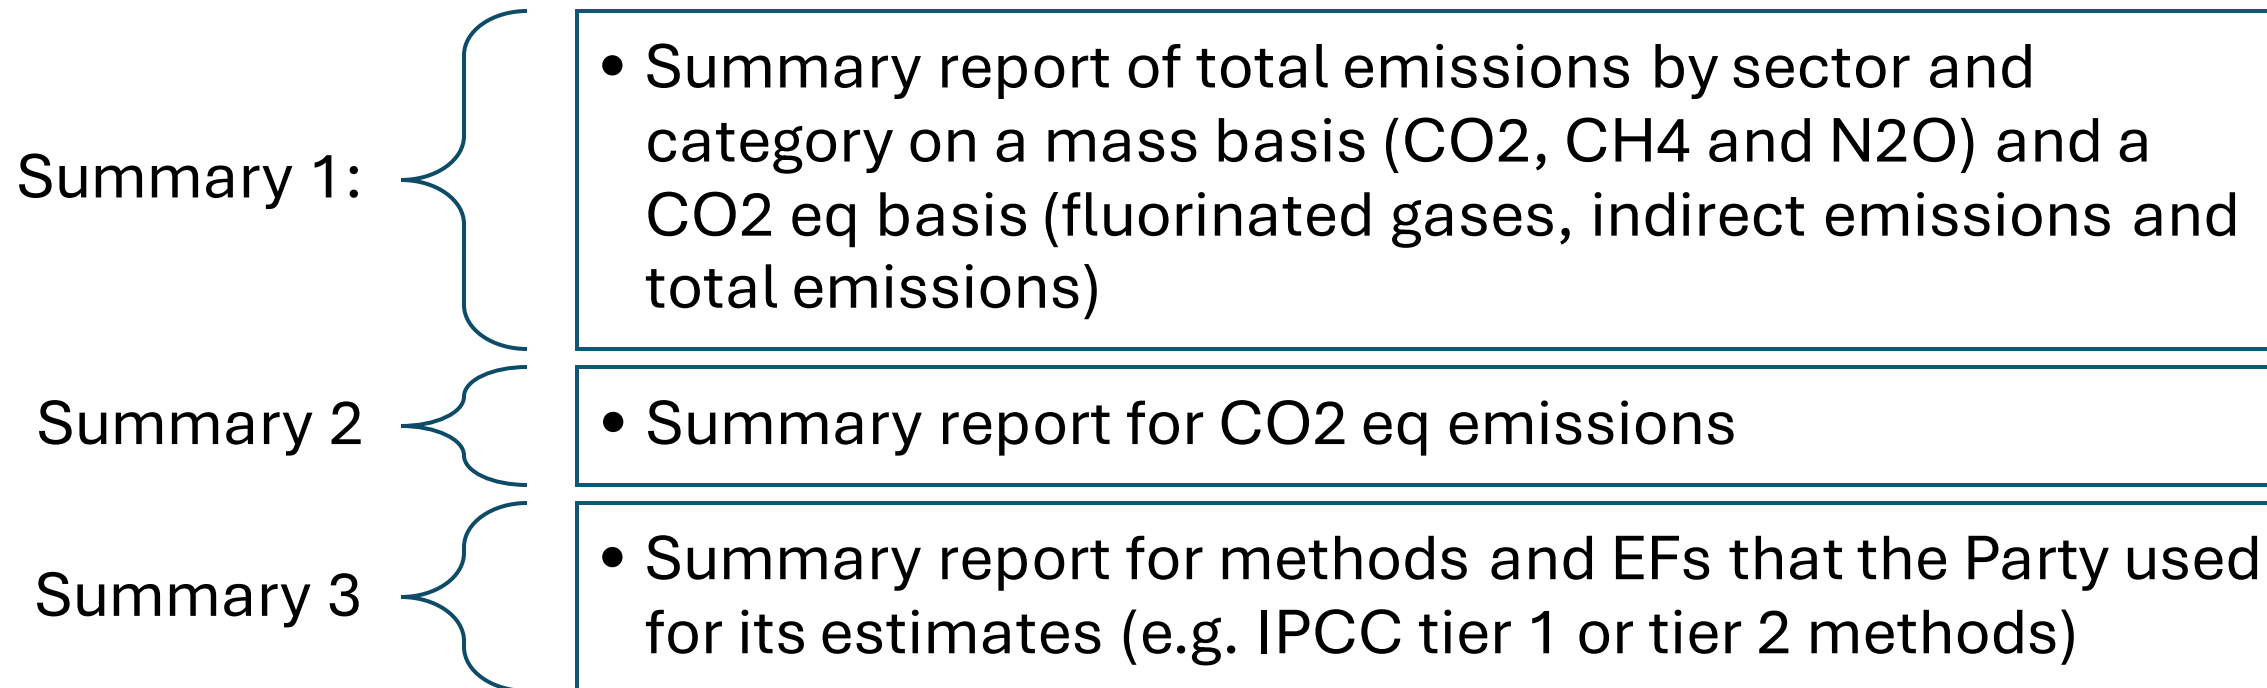 Summary 1:
• Summary report of total emissions by sector and
category on a mass basis (CO2, CH4 and N2O) and a
CO2 eq basis (fluorinated gases, indirect emissions and
total emissions)
Summary 2
• Summary report for CO2 eq emissions
Summary 3
• Summary report for methods and EFs that the Party used
for its estimates (e.g. IPCC tier 1 or tier 2 methods)